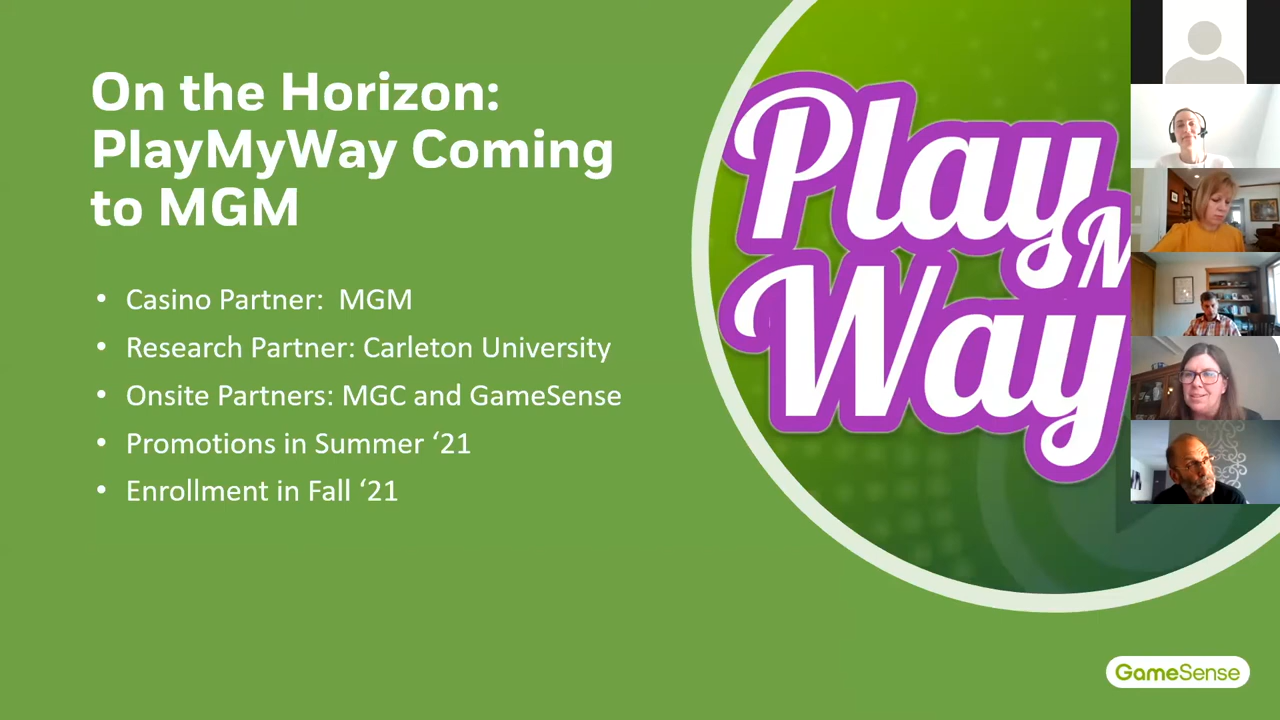 On the Horizon:
PlayMyWay Coming
to MGM
• Casino Partner:  MGM
• Research Partner: Carleton University
• Onsite Partners: MGC and GameSense
• Promotions in Summer ‘21
• Enrollment in Fall ‘21
Play
M
Way
GameSense